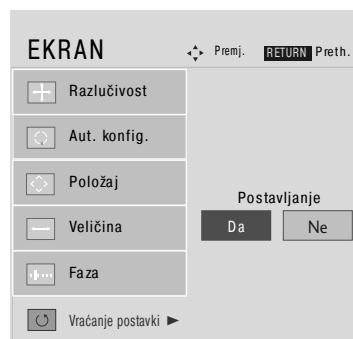 EKRAN
Premj. RETURN Preth.
Razlučivost
Aut. konfig.
Položaj
Veličina
Faza
Vraćanje postavki ►
Postavljanje
Da Ne